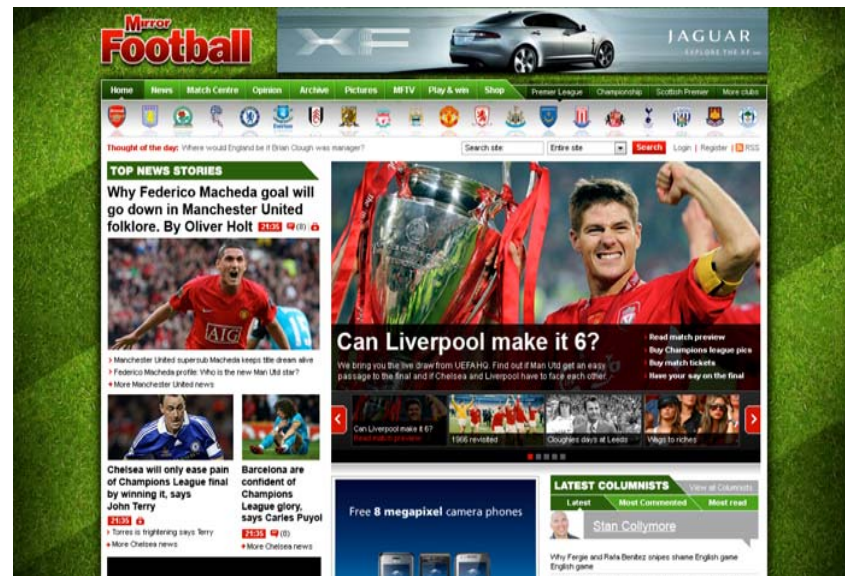 Mirror
Football
XF
JAGUAR
EXPLORE THE XF
Home
News
Match Centre
Opinion
Archive
Pictures
MFTV
Play & win
Shop
Premier League
Championship
Scottish Premier
More clubs
Thought of the day: Where would England be if Brian Clough was manager?
Search site
Entire site
Search
Login | Register | RSS
TOP NEWS STORIES
Why Federico Macheda goal will
go down in Manchester United
folklore. By Oliver Holt 21:35 (8)
AIG
Manchester United supersub Macheda keeps title dream alive
Federico Macheda profile: Who is the new Man Utd star?
More Manchester United news
Chelsea will only ease pain
of Champions League final
by winning it, says
John Terry
21:35
Torres is frightening says Terry
More Chelsea news
Barcelona are
confident of
Champions
League glory,
says Carles Puyol
21:35 (8)
More Chelsea news
Can Liverpool make it 6?
We bring you the live draw from UEFAHQ. Find out if Man Utd get an easy
passage to the final and if Chelsea and Liverpool have to face each other.
Read match preview
Buy Champions league pics
Buy match tickets
Have your say on the final
Can Liverpool make it 6?
Read match preview
1966 revisited
Cloughies days at Leeds
Wags to riches
Free 8 megapixel camera phones
LATEST COLUMNISTS
View all Columnists
Latest
Most Commented
Most read
Stan Collymore
Why Fergie and Rafa Benitez snipes shame English game
English game